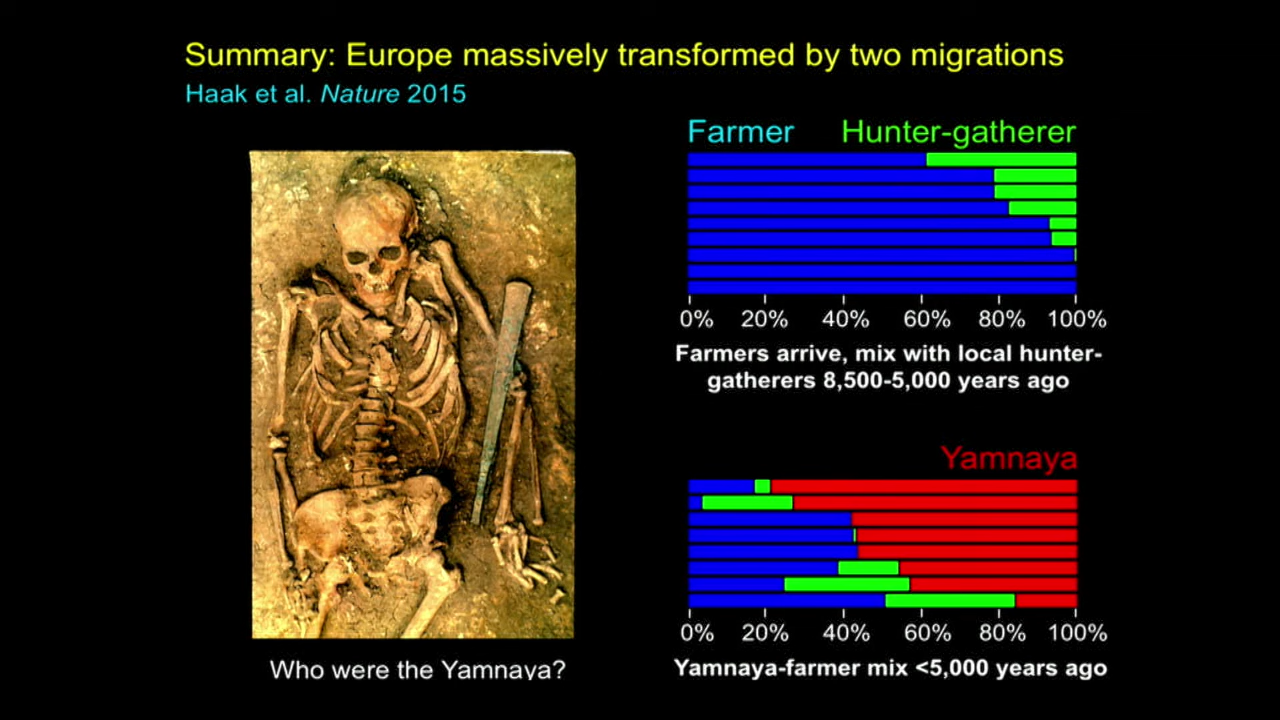 Summary: Europe massively transformed by two migrations
Haak et al. Nature 2015
Farmer Hunter-gatherer
0% 20% 40% 60% 80% 100%
Farmers arrive, mix with local hunter-
gatherers 8,500-5,000 years ago
Yamnaya
0% 20% 40% 60% 80% 100%
Yamnaya-farmer mix <5,000 years ago
Who were the Yamnaya?